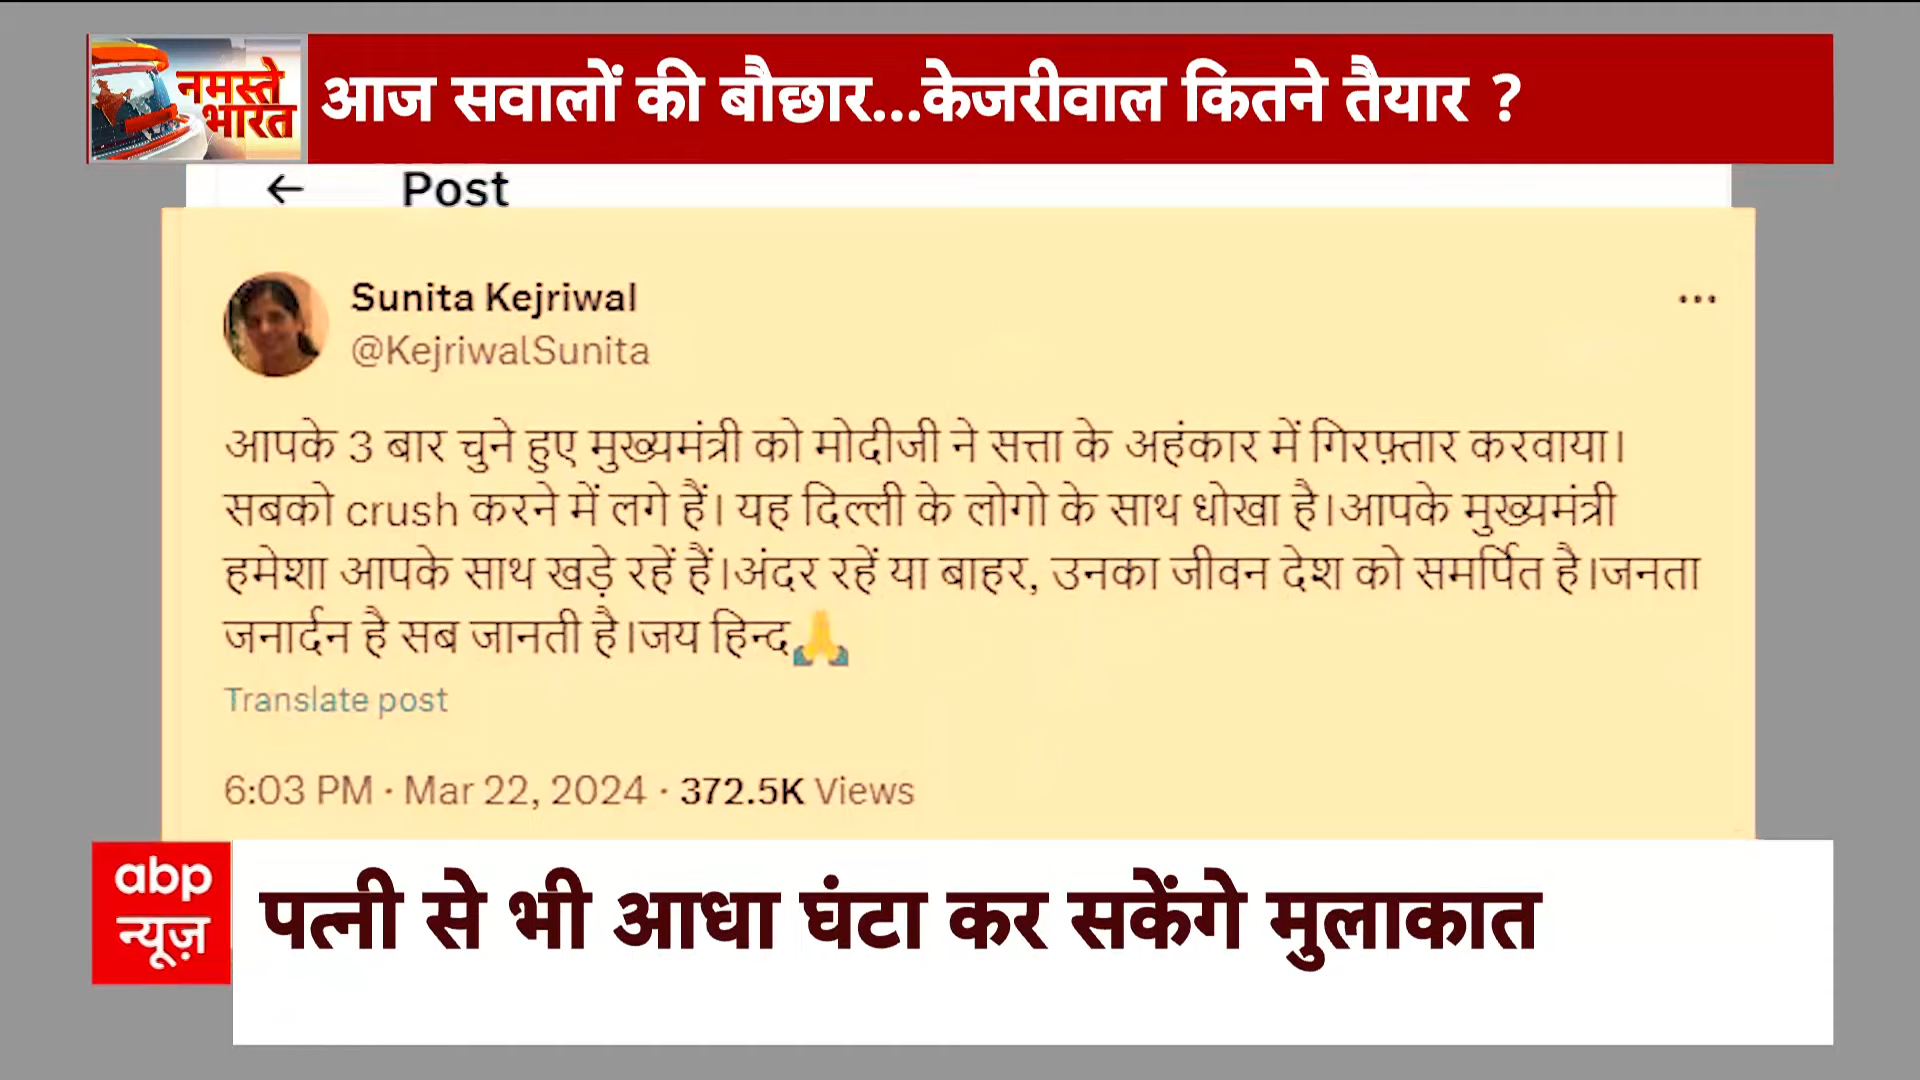 नमस्ते
भारत
आज सवालों की बौछार...केजरीवाल कितने तैयार ?
← Post
Sunita Kejriwal
@KejriwalSunita
आपके 3 बार चुने हुए मुख्यमंत्री को मोदीजी ने सत्ता के अहंकार में गिरफ़्तार करवाया।
सबको crush करने में लगे हैं। यह दिल्ली के लोगो के साथ धोखा है।आपके मुख्यमंत्री
हमेशा आपके साथ खड़े रहें हैं।अंदर रहें या बाहर, उनका जीवन देश को समर्पित है।जनता
जनार्दन है सब जानती है।जय हिन्द🙏
Translate post
6:03 PM · Mar 22, 2024 · 372.5K Views
abp
न्यूज़
पत्नी से भी आधा घंटा कर सकेंगे मुलाकात